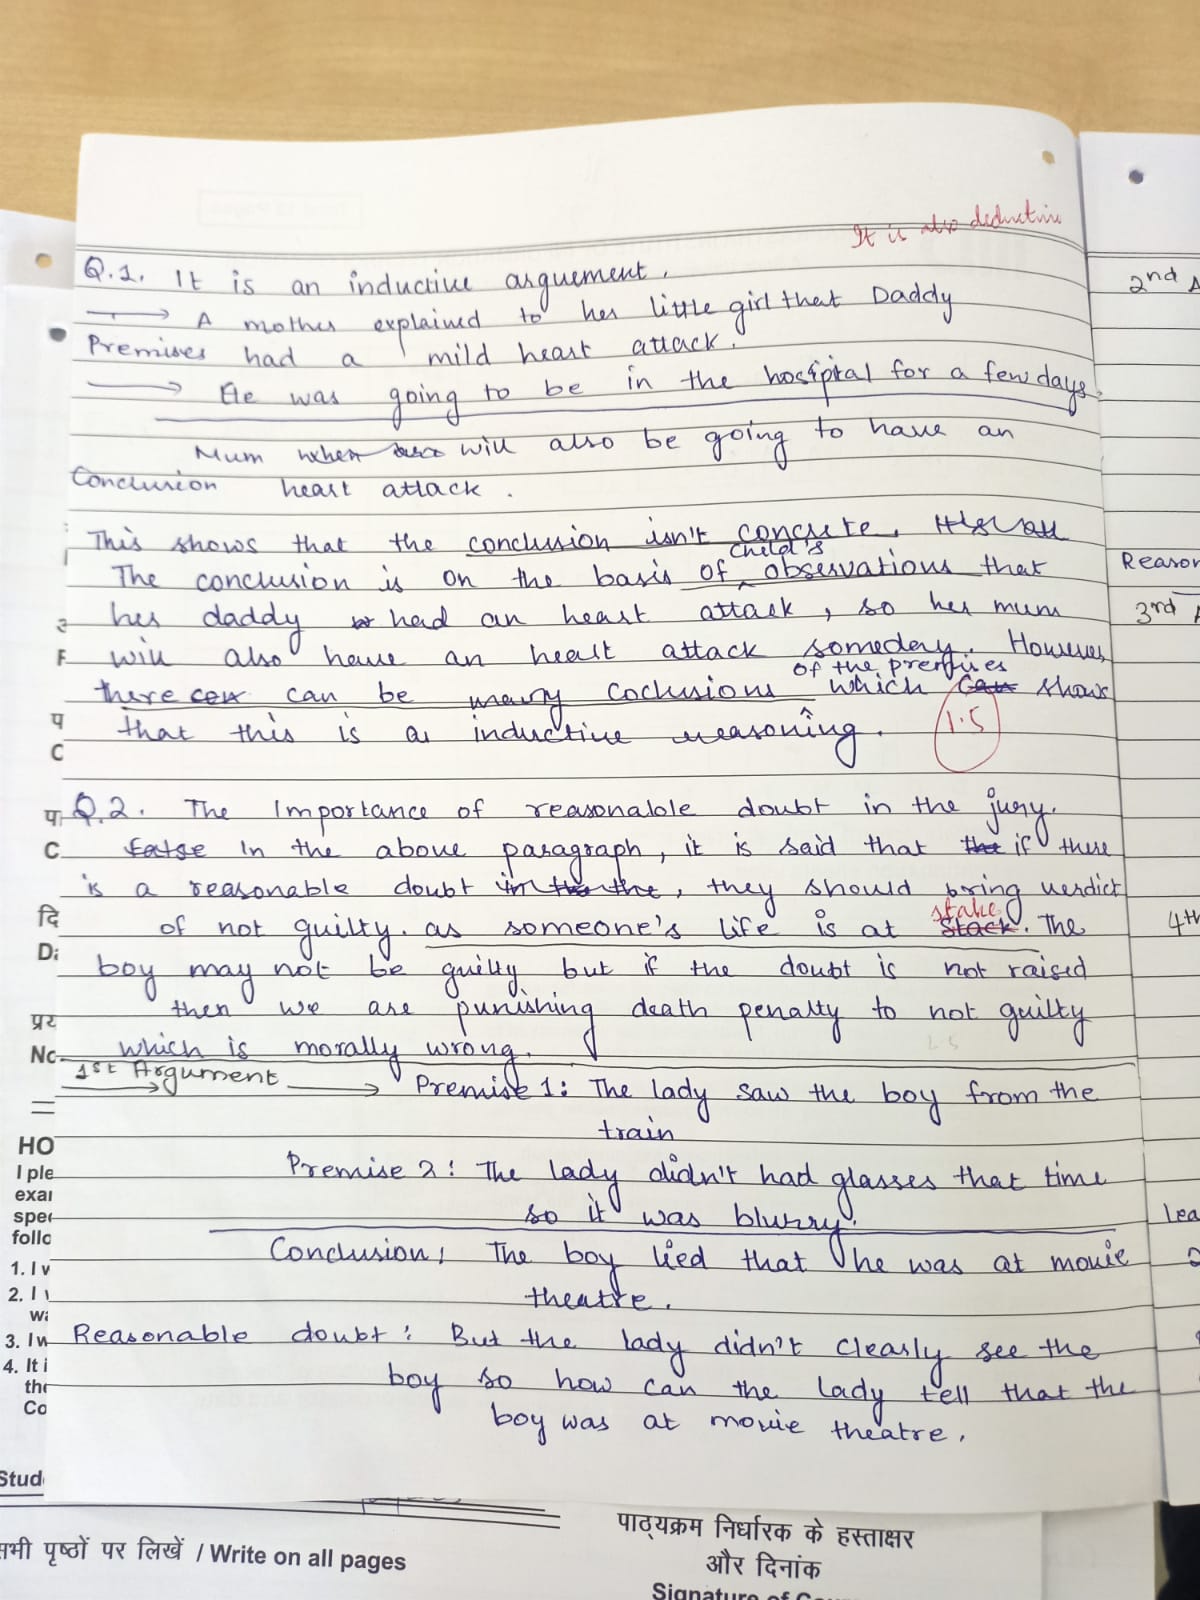 It is also deductive
Q.1. It is an inductive arguement.
→ A mother explained to her little girl that Daddy
Premises had a mild heart attack.
→ He was going to be in the hospital for a few days.
Mum when will also be going to have an
Conclusion heart attack.
This shows that the conclusion isn't concrete.
child's
The conclusion is on the basis of observations that
her daddy had an heart attack, so her mum
will also have an heart attack someday. However,
of the premises
there can be many coclusions which shows
that this is a inductive reasoning.
1.5
Q.2. The Importance of reasonable doubt in the jury.
False In the above paragraph, it is said that the if there
is a reasonable doubt in the, they should bring verdict
stake
of not guilty. as someone's life is at Stack. The
boy may not be guilty but if the doubt is not raised
then we are punishing death penalty to not guilty
which is morally wrong.
1st Argument → Premise 1: The lady saw the boy from the
train
Premise 2: The lady didn't had glasses that time
so it was blurry.
Conclusion: The boy lied that he was at movie
theatre.
Reasonable doubt: But the lady didn't clearly see the
boy so how can the lady tell that the
boy was at movie theatre.
2nd A
Reason
3rd A
4th
Lea
प
C
दि
No.
HO
I ple
exar
spec
follo
1. I v
2. I v
wa
3. I w
4. It i
the
Co
Stud
सभी पृष्ठों पर लिखें / Write on all pages
पाठ्यक्रम निर्धारक के हस्ताक्षर
और दिनांक
Signature of Cour